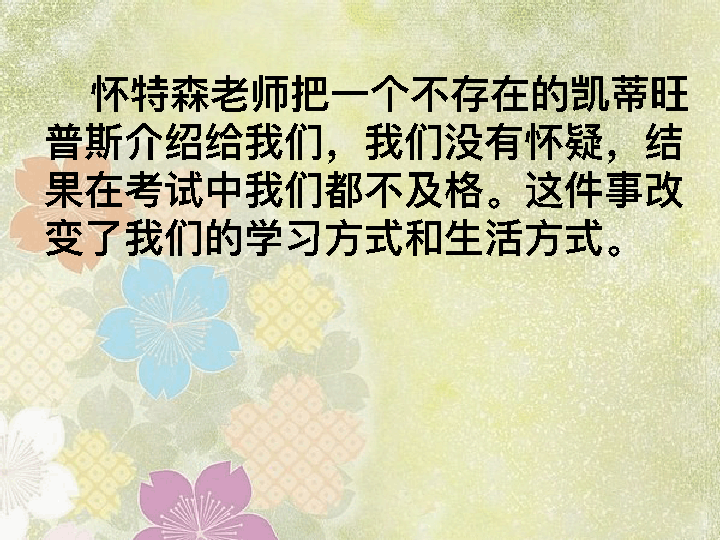 怀特森老师把一个不存在的凯蒂旺
普斯介绍给我们，我们没有怀疑，结
果在考试中我们都不及格。这件事改
变了我们的学习方式和生活方式。